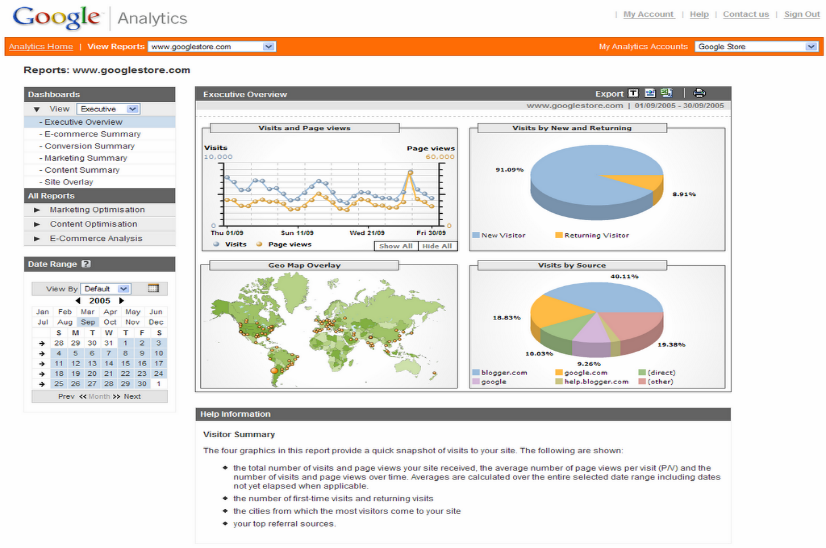 Google Analytics
| My Account | Help | Contact us | Sign Out
Analytics Home | View Reports www.googlestore.com
My Analytics Accounts Google Store
Reports: www.googlestore.com
Dashboards
View Executive
- Executive Overview
- E-commerce Summary
- Conversion Summary
- Marketing Summary
- Content Summary
- Site Overlay
All Reports
Marketing Optimisation
Content Optimisation
E-Commerce Analysis
Date Range ?
View By Default
2005
Jan Feb Mar Apr May Jun
Jul Aug Sep Oct Nov Dec
S M T W T F S
28 29 30 31 1 2 3
4 5 6 7 8 9 10
11 12 13 14 15 16 17
18 19 20 21 22 23 24
25 26 27 28 29 30 1
Prev << Month >> Next
Executive Overview
Export T
www.googlestore.com | 01/09/2005 - 30/09/2005
Visits and Page views
Visits Page views
10,000 60,000
0 0
Thu 01/09 Sun 11/09 Wed 21/09 Fri 30/09
Visits Page views Show All Hide All
Visits by New and Returning
91.09%
8.91%
New Visitor Returning Visitor
Geo Map Overlay
Visits by Source
40.11%
18.83%
19.38%
10.03%
9.26%
blogger.com google.com (direct)
google help.blogger.com (other)
Help Information
Visitor Summary
The four graphics in this report provide a quick snapshot of visits to your site. The following are shown:
the total number of visits and page views your site received, the average number of page views per visit (P/V) and the
number of visits and page views over time. Averages are calculated over the entire selected date range including dates
not yet elapsed when applicable.
the number of first-time visits and returning visits
the cities from which the most visitors come to your site
your top referral sources.